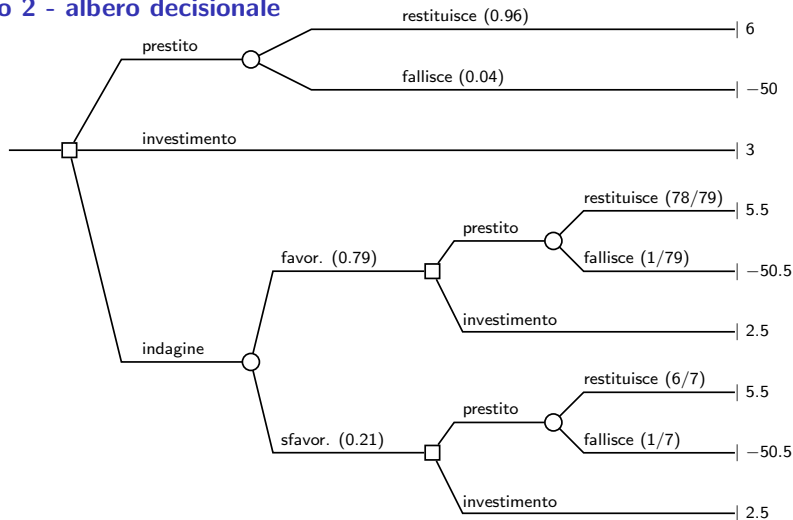 o 2 - albero decisionale
restituisce (0.96)
6
prestito
fallisce (0.04)
−50
investimento
3
restituisce (78/79)
5.5
prestito
favor. (0.79)
fallisce (1/79)
−50.5
investimento
2.5
indagine
restituisce (6/7)
5.5
prestito
sfavor. (0.21)
fallisce (1/7)
−50.5
investimento
2.5